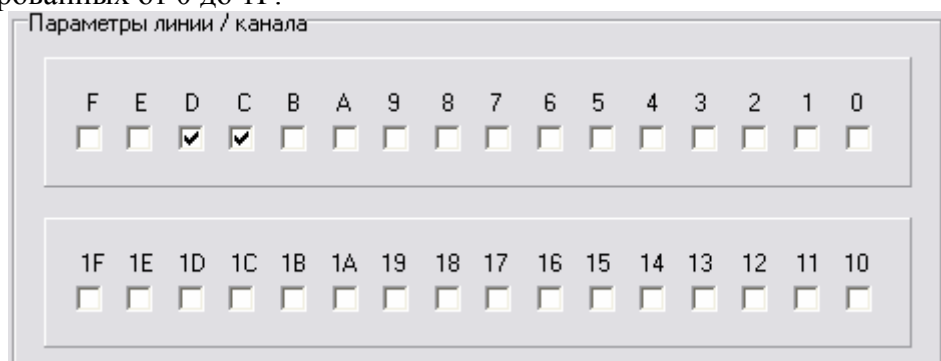 от 0 до 1F:
Параметры линии / канала
F E D C B A 9 8 7 6 5 4 3 2 1 0
1F 1E 1D 1C 1B 1A 19 18 17 16 15 14 13 12 11 10